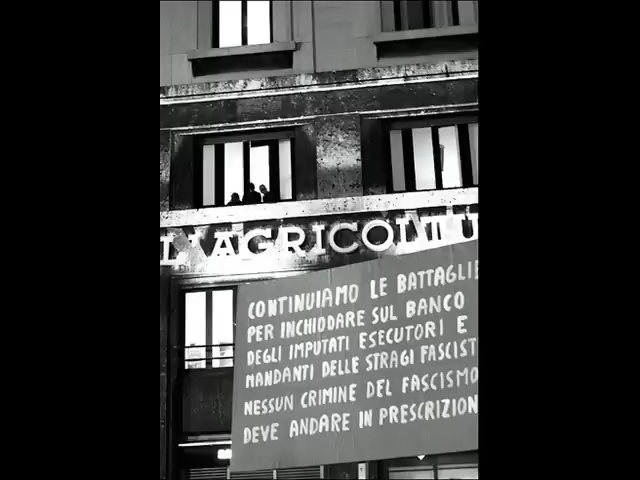 L'AGRICOLTU
CONTINUIAMO LE BATTAGLIE
PER INCHIODARE SUL BANCO
DEGLI IMPUTATI ESECUTORI E
MANDANTI DELLE STRAGI FASCIST
NESSUN CRIMINE DEL FASCISMO
DEVE ANDARE IN PRESCRIZION